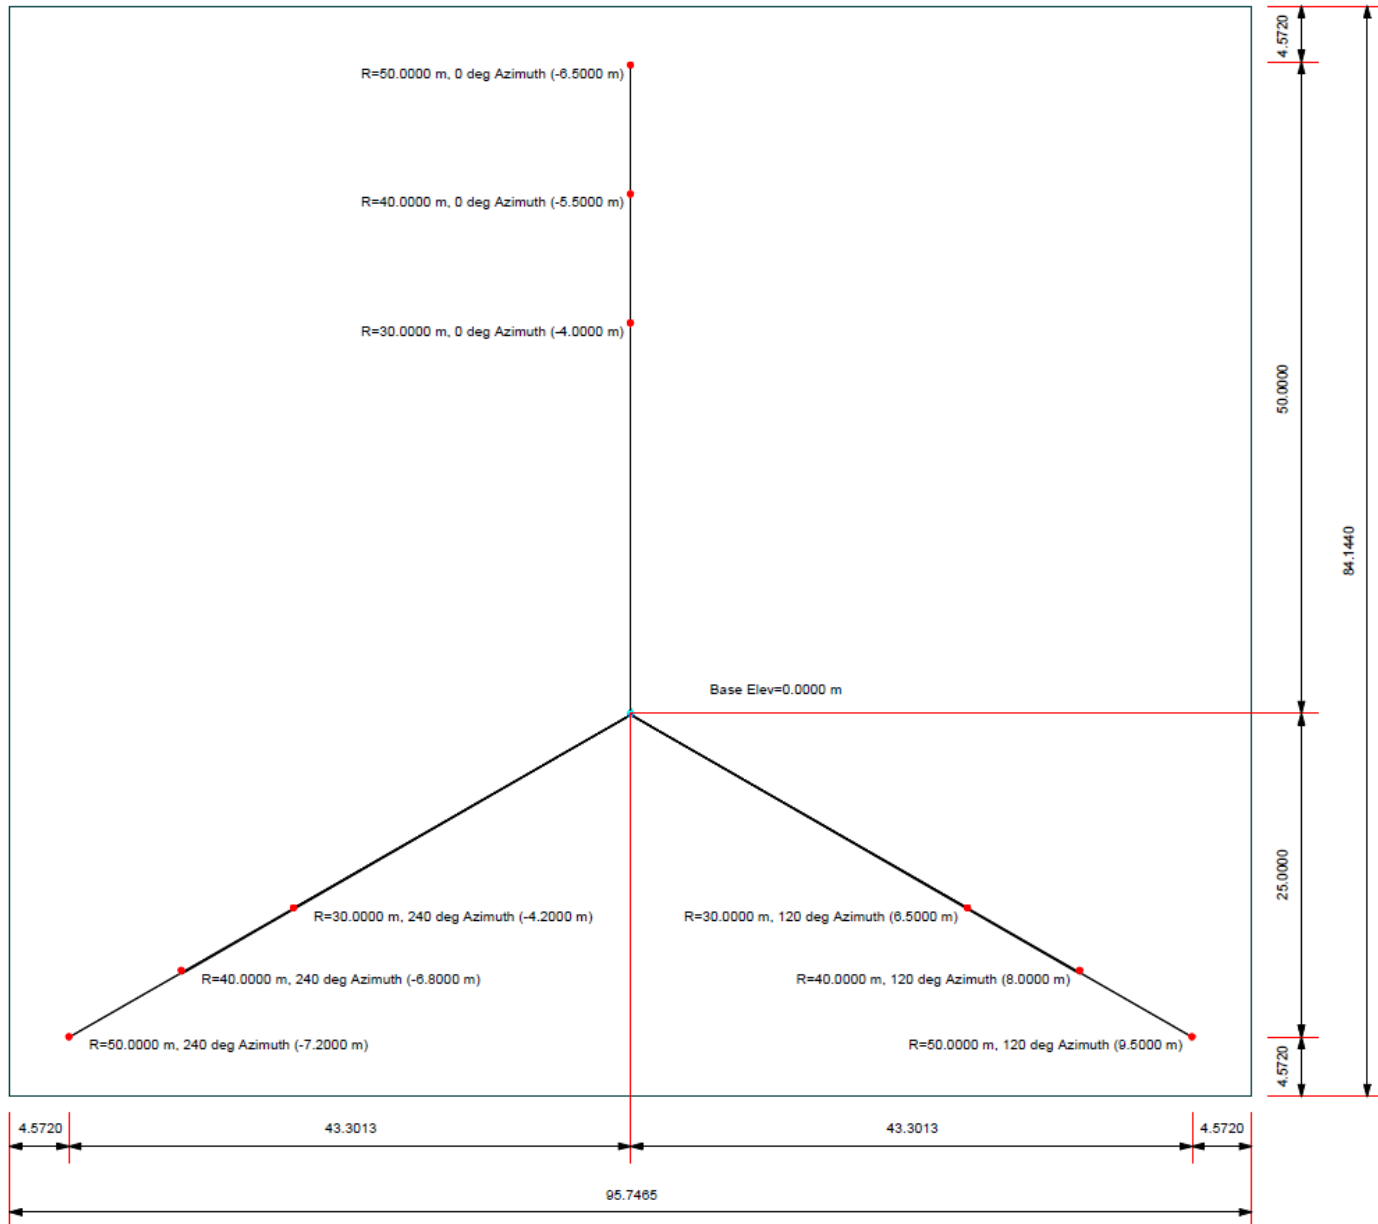 4.5720
R=50.0000 m, 0 deg Azimuth (-6.5000 m)
R=40.0000 m, 0 deg Azimuth (-5.5000 m)
R=30.0000 m, 0 deg Azimuth (-4.0000 m)
50.0000
84.1440
Base Elev=0.0000 m
25.0000
R=30.0000 m, 240 deg Azimuth (-4.2000 m)
R=30.0000 m, 120 deg Azimuth (6.5000 m)
R=40.0000 m, 240 deg Azimuth (-6.8000 m)
R=40.0000 m, 120 deg Azimuth (8.0000 m)
R=50.0000 m, 240 deg Azimuth (-7.2000 m)
R=50.0000 m, 120 deg Azimuth (9.5000 m)
4.5720
4.5720
43.3013
43.3013
4.5720
95.7465